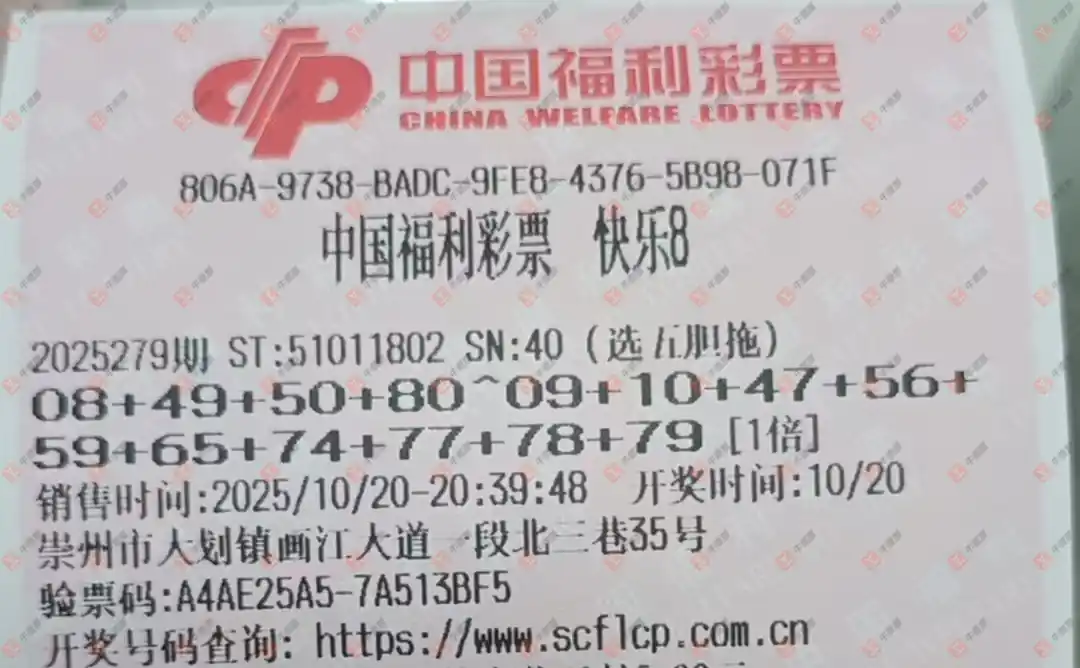 中国福利彩票
CHINA WELFARE LOTTERY
806A-9738-BADC-9FE8-4376-5B98-071F
中国福利彩票 快乐8
2025279期 ST:51011802 SN:40 (选五胆拖)
08+49+50+80^09+10+47+56+
59+65+74+77+78+79 [1倍]
销售时间:2025/10/20-20:39:48 开奖时间:10/20
崇州市大划镇画江大道一段北三巷35号
验票码:A4AE25A5-7A513BF5
开奖号码查询: https://www.scflcp.com.cn